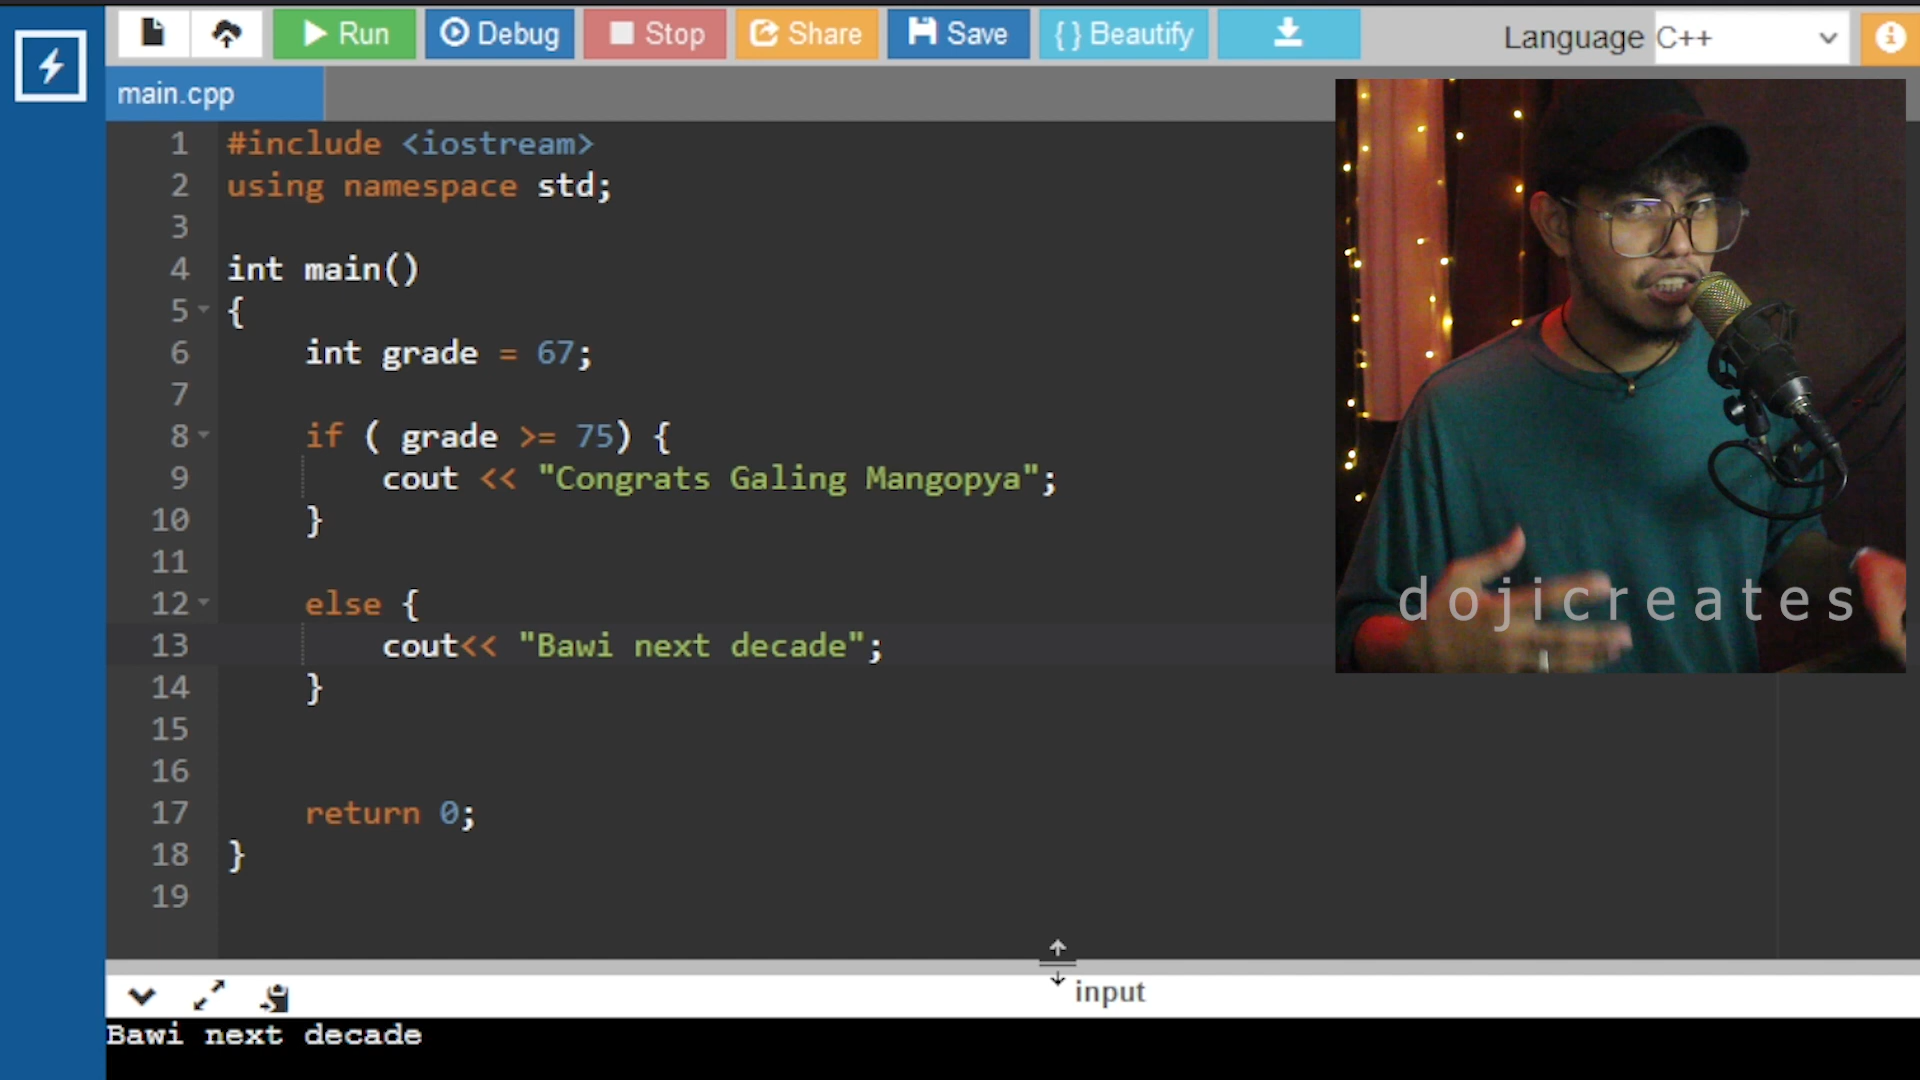 Run Debug Stop Share Save { } Beautify Language C++
main.cpp
1 #include <iostream>
2 using namespace std;
3
4 int main()
5 {
6 int grade = 67;
7
8 if ( grade >= 75) {
9 cout << "Congrats Galing Mangopya";
10 }
11
12 else {
13 cout<< "Bawi next decade";
14 }
15
16
17 return 0;
18 }
19
dojicreates
input
Bawi next decade